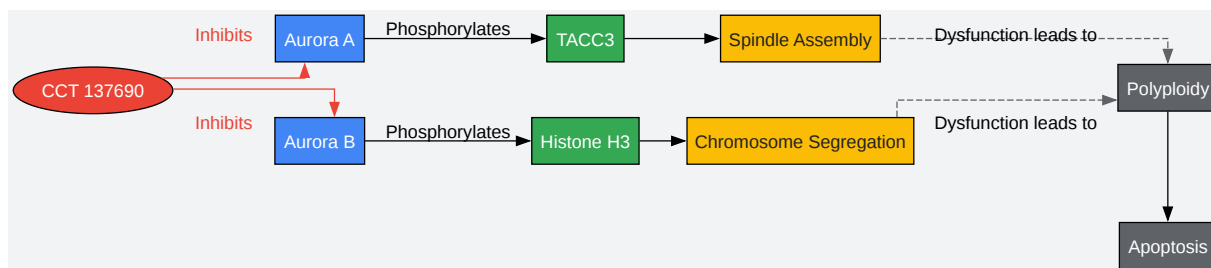 Inhibits
Aurora A
Phosphorylates
TACC3
Spindle Assembly
Dysfunction leads to
CCT 137690
Polyploidy
Inhibits
Aurora B
Phosphorylates
Histone H3
Chromosome Segregation
Dysfunction leads to
Apoptosis